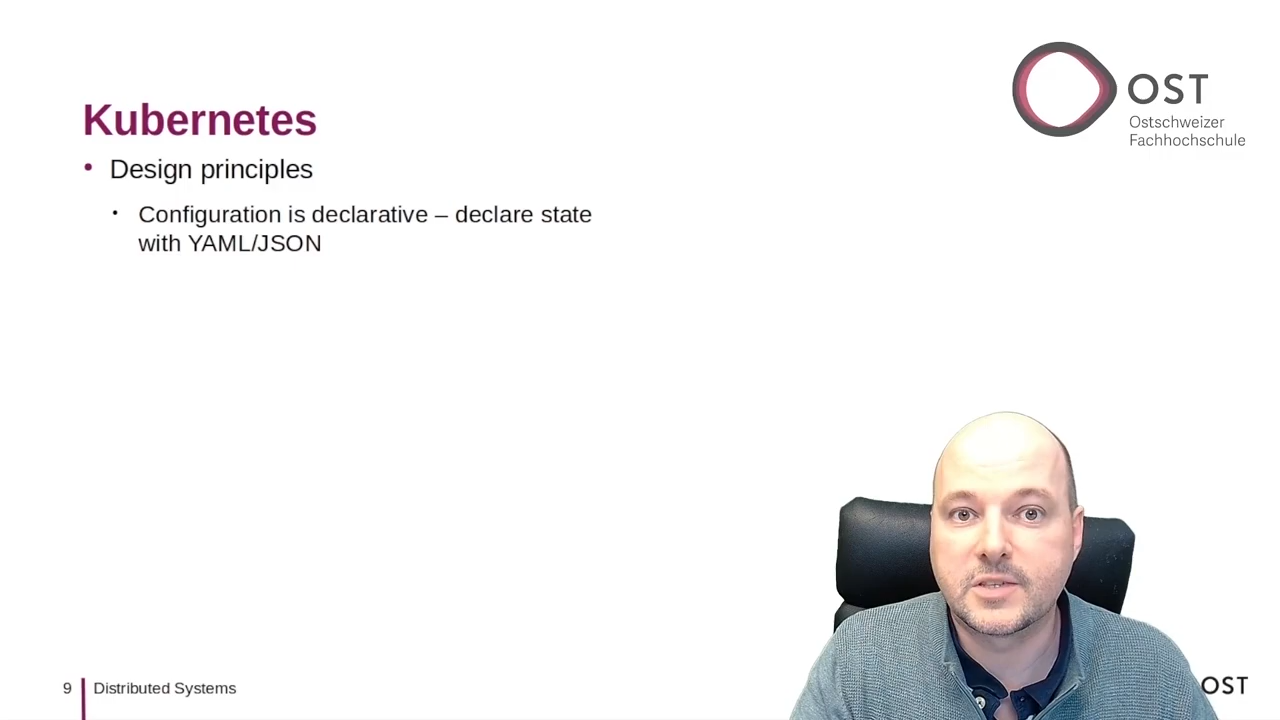 OST
Ostschweizer
Fachhochschule
Kubernetes
• Design principles
• Configuration is declarative – declare state
with YAML/JSON
9
Distributed Systems
OST